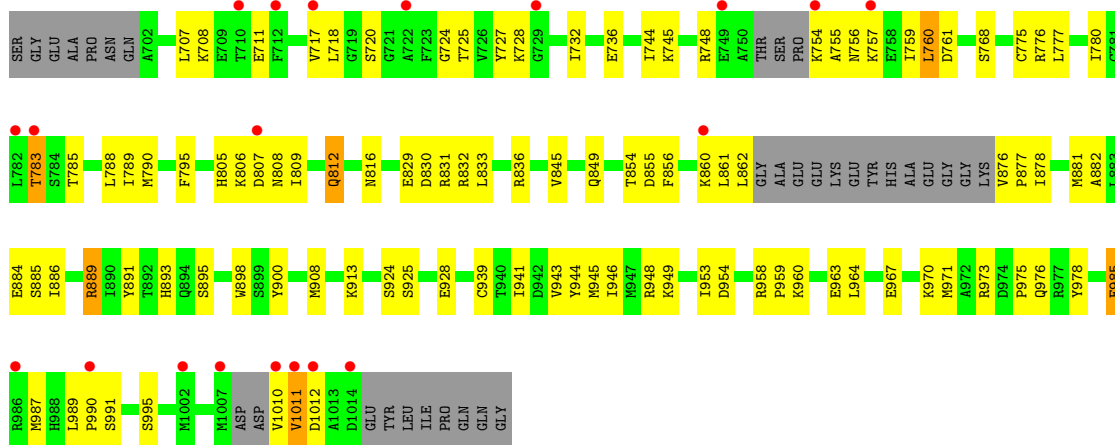 SER GLY GLU ALA PRO ASN GLN A702 L707 K708 E709 T710 E711 F712 V717 L718 G719 S720 G721 A722 F723 G724 T725 V726 Y727 K728 G729 I732 E736 I744 K745 R748 E749 A750 THR SER PRO K754 A755 N756 K757 E758 I759 L760 D761 S768 C775 R776 L777 I780 G781
L782 T783 S784 T785 L788 I789 M790 F795 H805 K806 D807 N808 I809 Q812 N816 E829 D830 R831 R832 L833 R836 V845 Q849 T854 D855 F856 K860 L861 L862 GLY ALA GLU GLU LYS GLU TYR HIS ALA GLU GLY GLY LYS V876 P877 I878 M881 A882 L883
E884 S885 I886 R889 I890 Y891 T892 H893 Q894 S895 W898 S899 Y900 M908 K913 S924 S925 E928 C939 T940 I941 D942 V943 Y944 M945 I946 M947 R948 K949 I953 D954 R958 P959 K960 E963 L964 E967 K970 M971 A972 R973 D974 P975 Q976 R977 Y978 F985
R986 M987 H988 L989 P990 S991 S995 M1002 M1007 ASP ASP V1010 V1011 D1012 A1013 D1014 GLU TYR LEU ILE PRO GLN GLN GLY